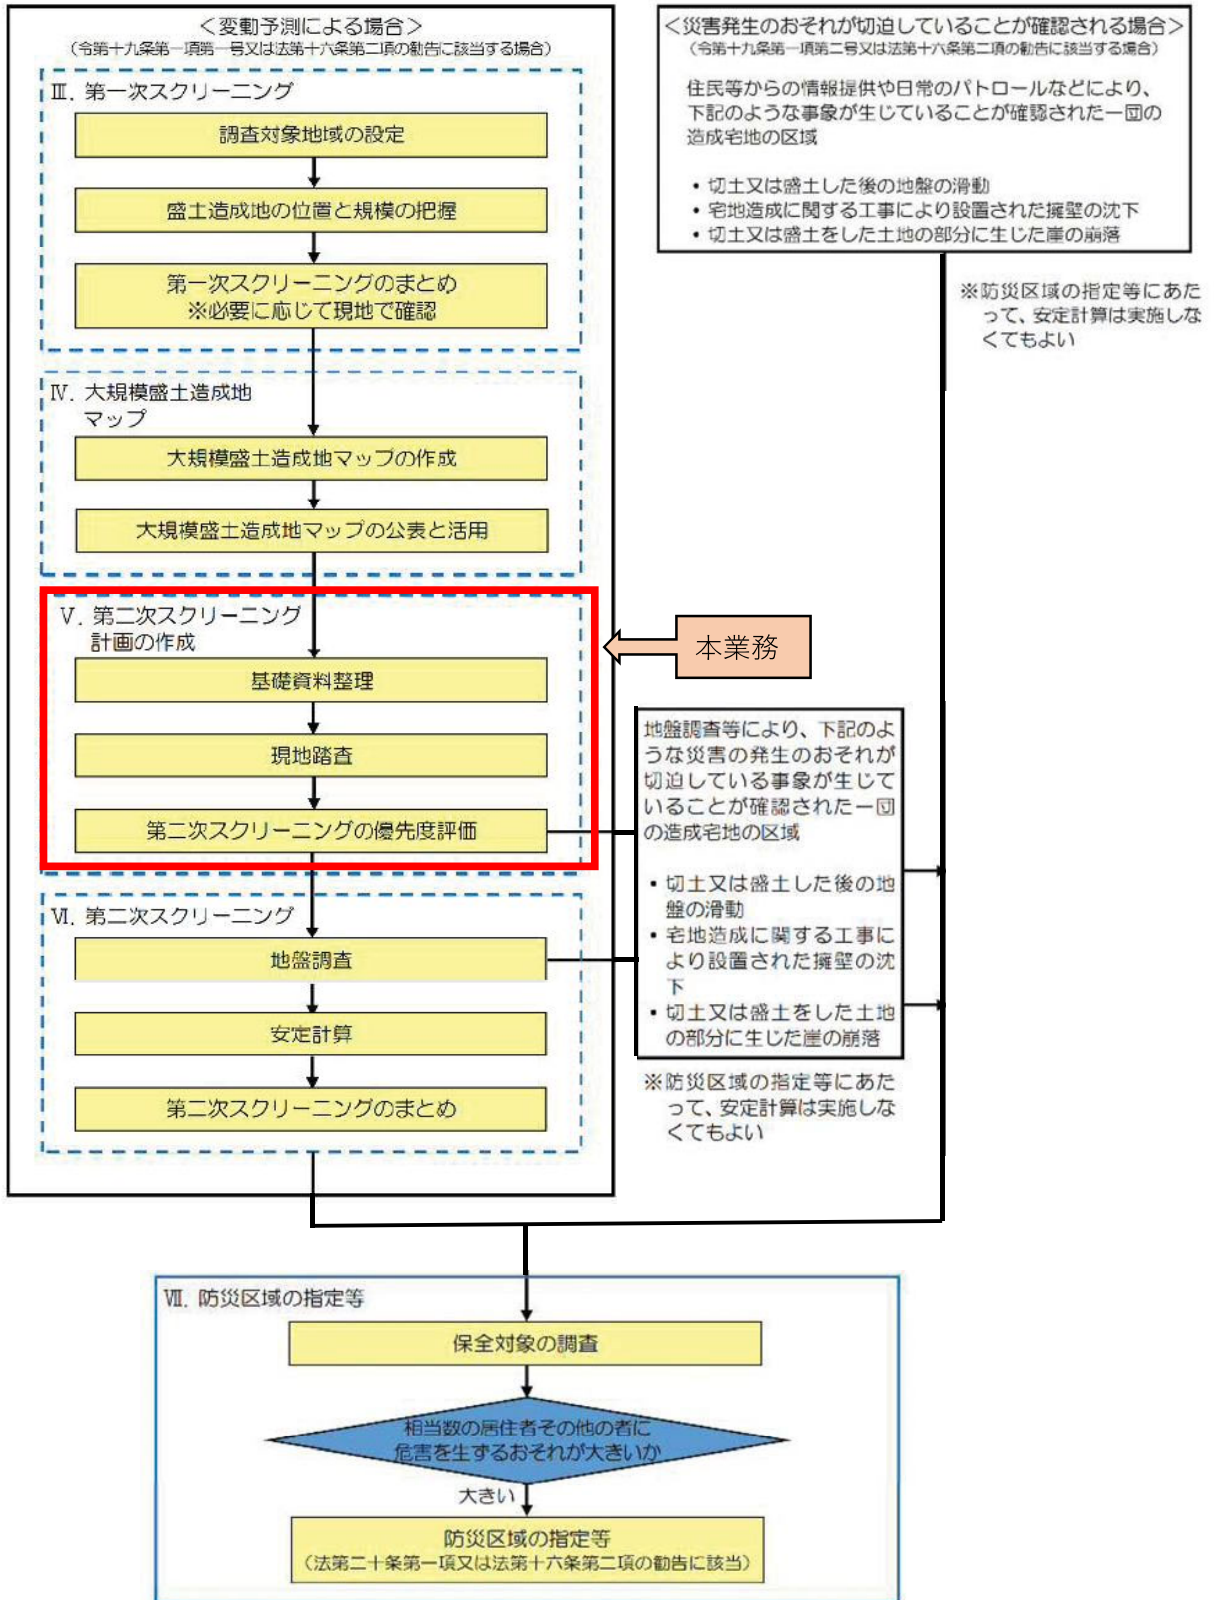 ＜変動予測による場合＞
（令第十九条第一項第一号又は法第十六条第二項の勧告に該当する場合）
Ⅲ．第一次スクリーニング
調査対象地域の設定
盛土造成地の位置と規模の把握
第一次スクリーニングのまとめ
※必要に応じて現地で確認
Ⅳ．大規模盛土造成地
マップ
大規模盛土造成地マップの作成
大規模盛土造成地マップの公表と活用
Ⅴ．第二次スクリーニング
計画の作成
基礎資料整理
現地踏査
第二次スクリーニングの優先度評価
本業務
Ⅵ．第二次スクリーニング
地盤調査
安定計算
第二次スクリーニングのまとめ
＜災害発生のおそれが切迫していることが確認される場合＞
（令第十九条第一項第二号又は法第十六条第二項の勧告に該当する場合）
住民等からの情報提供や日常のパトロールなどにより、
下記のような事象が生じていることが確認された一団の
造成宅地の区域
・切土又は盛土した後の地盤の滑動
・宅地造成に関する工事により設置された擁壁の沈下
・切土又は盛土をした土地の部分に生じた崖の崩落
※防災区域の指定等にあた
って、安定計算は実施しな
くてもよい
地盤調査等により、下記のよ
うな災害の発生のおそれが
切迫している事象が生じて
いることが確認された一団
の造成宅地の区域
・切土又は盛土した後の地
盤の滑動
・宅地造成に関する工事に
より設置された擁壁の沈
下
・切土又は盛土をした土地
の部分に生じた崖の崩落
※防災区域の指定等にあた
って、安定計算は実施しな
くてもよい
Ⅶ．防災区域の指定等
保全対象の調査
相当数の居住者その他の者に
危害を生ずるおそれが大きいか
大きい
防災区域の指定等
（法第二十条第一項又は法第十六条第二項の勧告に該当）